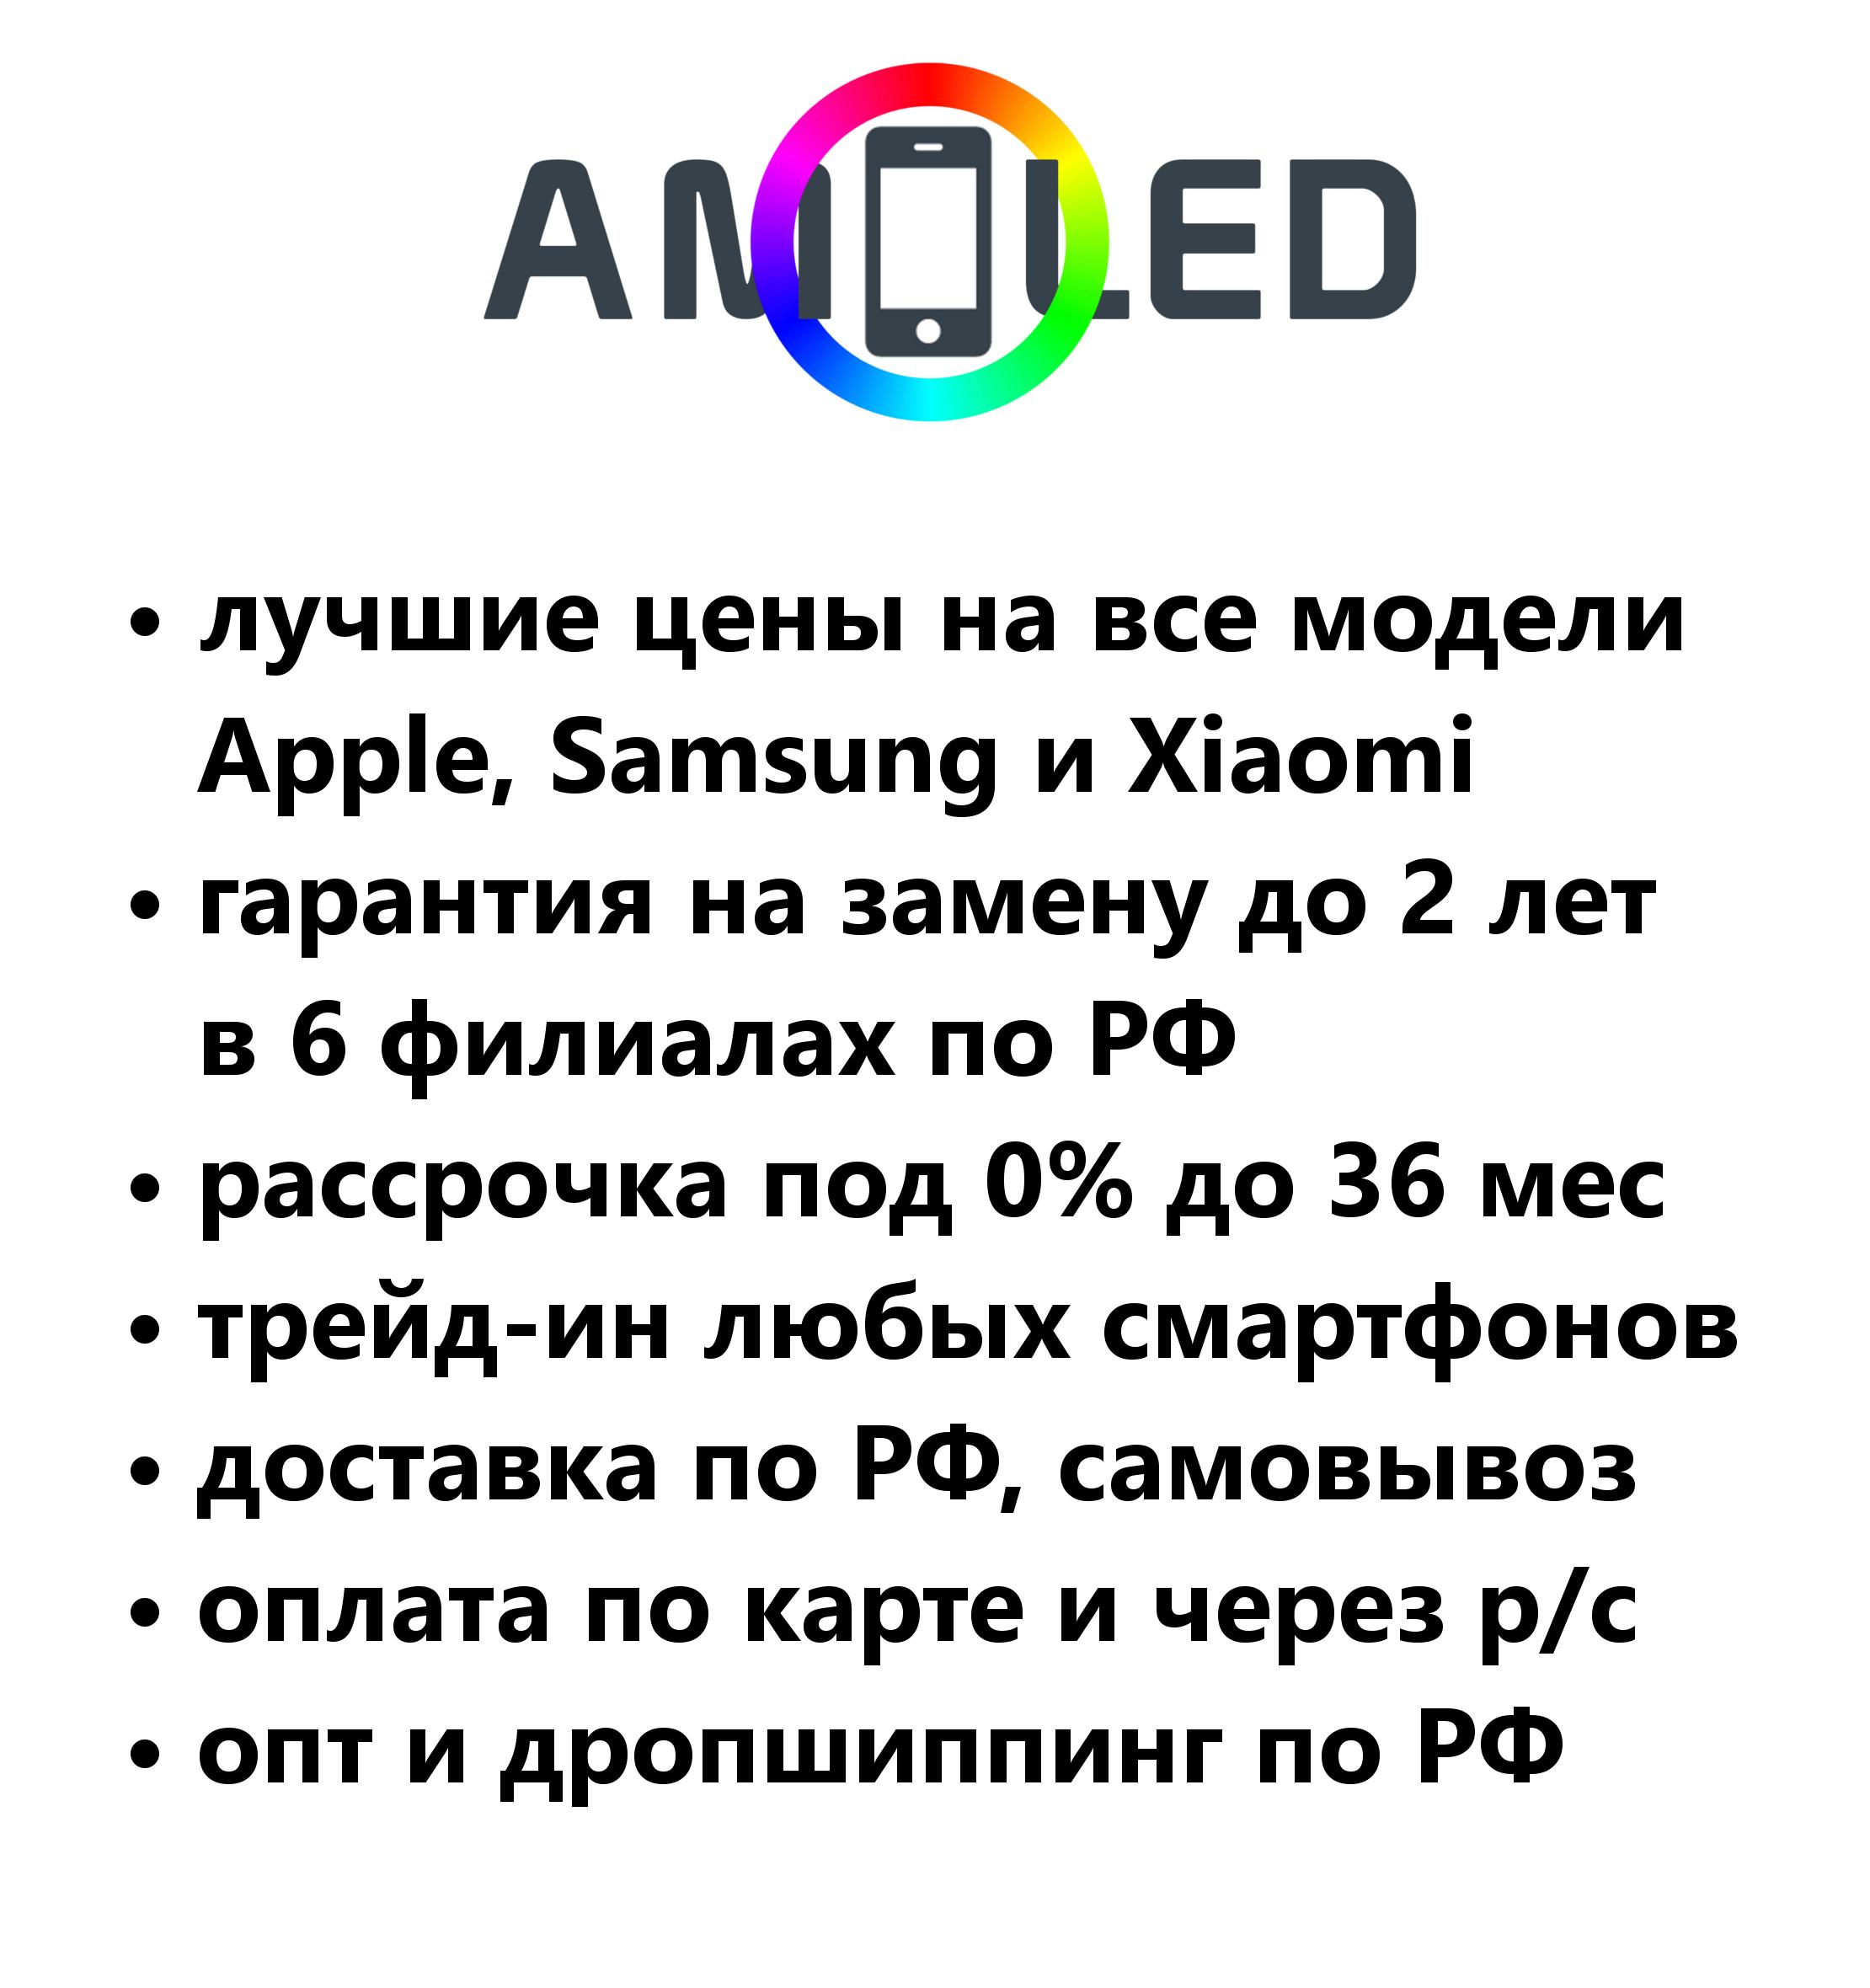 AMOLED
• лучшие цены на все модели
Apple, Samsung и Xiaomi
• гарантия на замену до 2 лет
в 6 филиалах по РФ
• рассрочка под 0% до 36 мес
• трейд-ин любых смартфонов
• доставка по РФ, самовывоз
• оплата по карте и через р/с
• опт и дропшиппинг по РФ